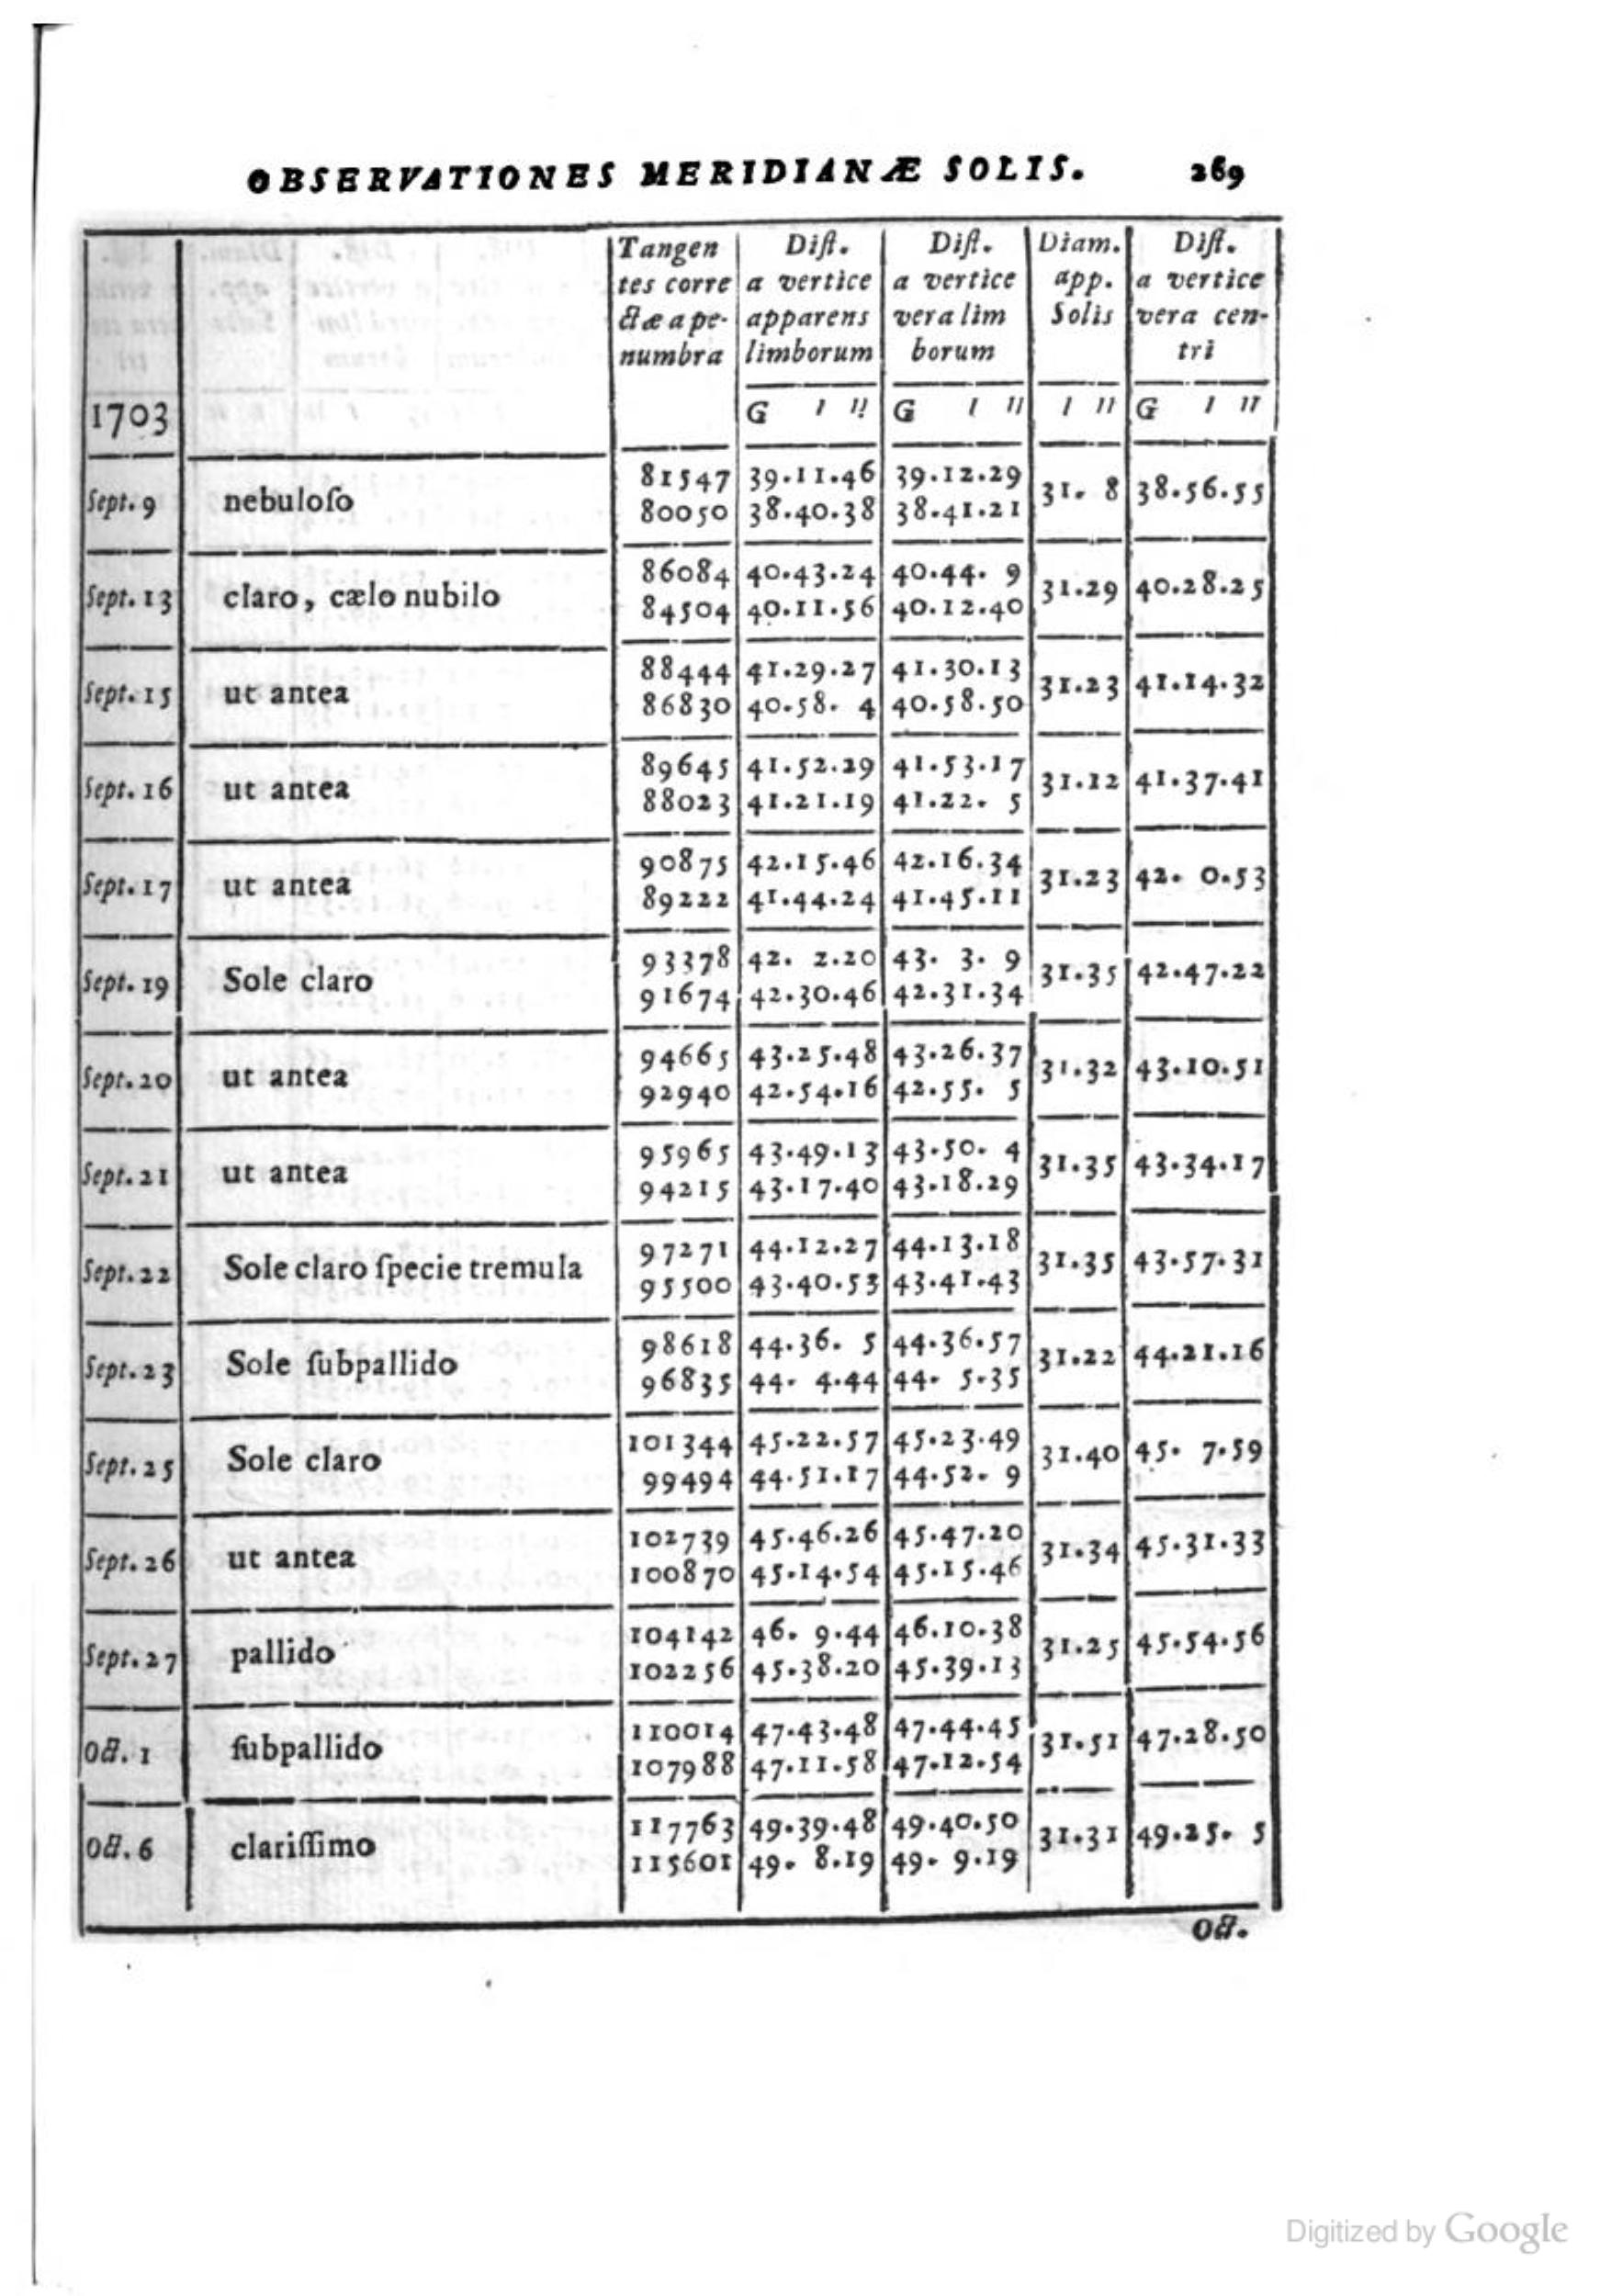 OBSERVATIONES MERIDIANÆ SOLIS. 269
Tangen Diſt. Diſt. Diam. Diſt.
tes corre a vertice a vertice app. a vertice
ctæ a pe- apparens vera lim Solis vera cen-
numbra limborum borum tri
1703 G ı ıı G ı ıı ı ıı G ı ıı
81547 39.11.46 39.12.29
Sept. 9 nebuloſo 31. 8 38.56.55
80050 38.40.38 38.41.21
86084 40.43.24 40.44. 9
Sept. 13 claro, cælo nubilo 31.29 40.28.25
84504 40.11.56 40.12.40
88444 41.29.27 41.30.13
Sept. 15 ut antea 31.23 41.14.32
86830 40.58. 4 40.58.50
89645 41.52.29 41.53.17
Sept. 16 ut antea 31.12 41.37.41
88023 41.21.19 41.22. 5
90875 42.15.46 42.16.34
Sept. 17 ut antea 31.23 42. 0.53
89222 41.44.24 41.45.11
93378 42. 2.20 43. 3. 9
Sept. 19 Sole claro 31.35 42.47.22
91674 42.30.46 42.31.34
94665 43.25.48 43.26.37
Sept. 20 ut antea 31.32 43.10.51
92940 42.54.16 42.55. 5
95965 43.49.13 43.50. 4
Sept. 21 ut antea 31.35 43.34.17
94215 43.17.40 43.18.29
97271 44.12.27 44.13.18
Sept. 22 Sole claro ſpecie tremula 31.35 43.57.31
95500 43.40.53 43.41.43
98618 44.36. 5 44.36.57
Sept. 23 Sole ſubpallido 31.22 44.21.16
96835 44. 4.44 44. 5.35
101344 45.22.57 45.23.49
Sept. 25 Sole claro 31.40 45. 7.59
99494 44.51.17 44.52. 9
102739 45.46.26 45.47.20
Sept. 26 ut antea 31.34 45.31.33
100870 45.14.54 45.15.46
104142 46. 9.44 46.10.38
Sept. 27 pallido 31.25 45.54.56
102256 45.38.20 45.39.13
110014 47.43.48 47.44.45
Oct. 1 ſubpallido 31.51 47.28.50
107988 47.11.58 47.12.54
117763 49.39.48 49.40.50
Oct. 6 clariſſimo 31.31 49.25. 5
115601 49. 8.19 49. 9.19
Oct.
Digitized by Google